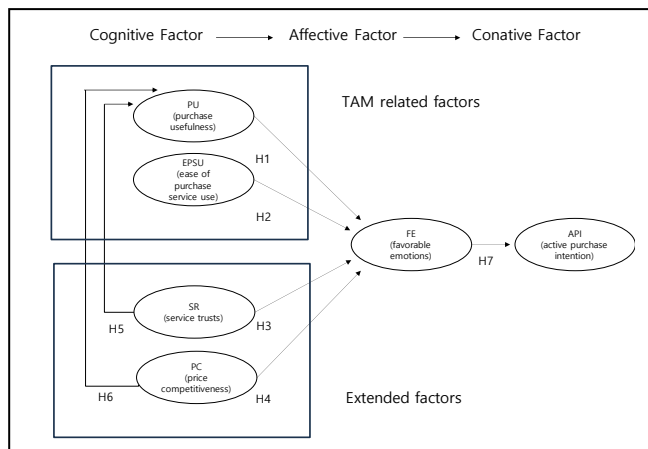 Cognitive Factor Affective Factor Conative Factor
TAM related factors
PU
(purchase
usefulness)
H1
EPSU
(ease of
purchase
service use)
H2
FE
(favorable
emotions)
H7
API
(active purchase
intention)
SR
(service trusts)
H5
H3
PC
(price
competitiveness)
H6
H4
Extended factors